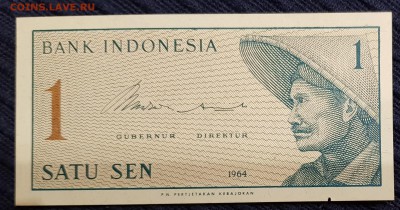 COINS.LAVE.RU
BANK INDONESIA
1
1
GUBERNUR DIREKTUR
SATU SEN
1964
P.N. PERTJETAKAN KEBAJORAN